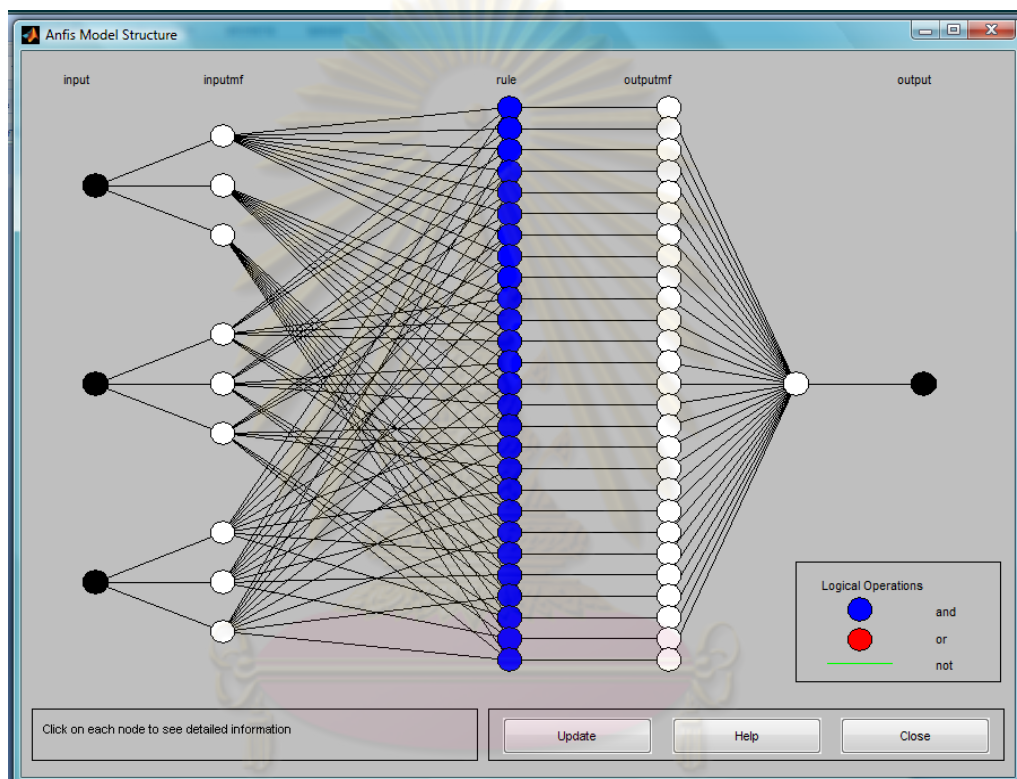 Anfis Model Structure
input inputmf rule outputmf output
Logical Operations
and
or
not
Click on each node to see detailed information
Update Help Close